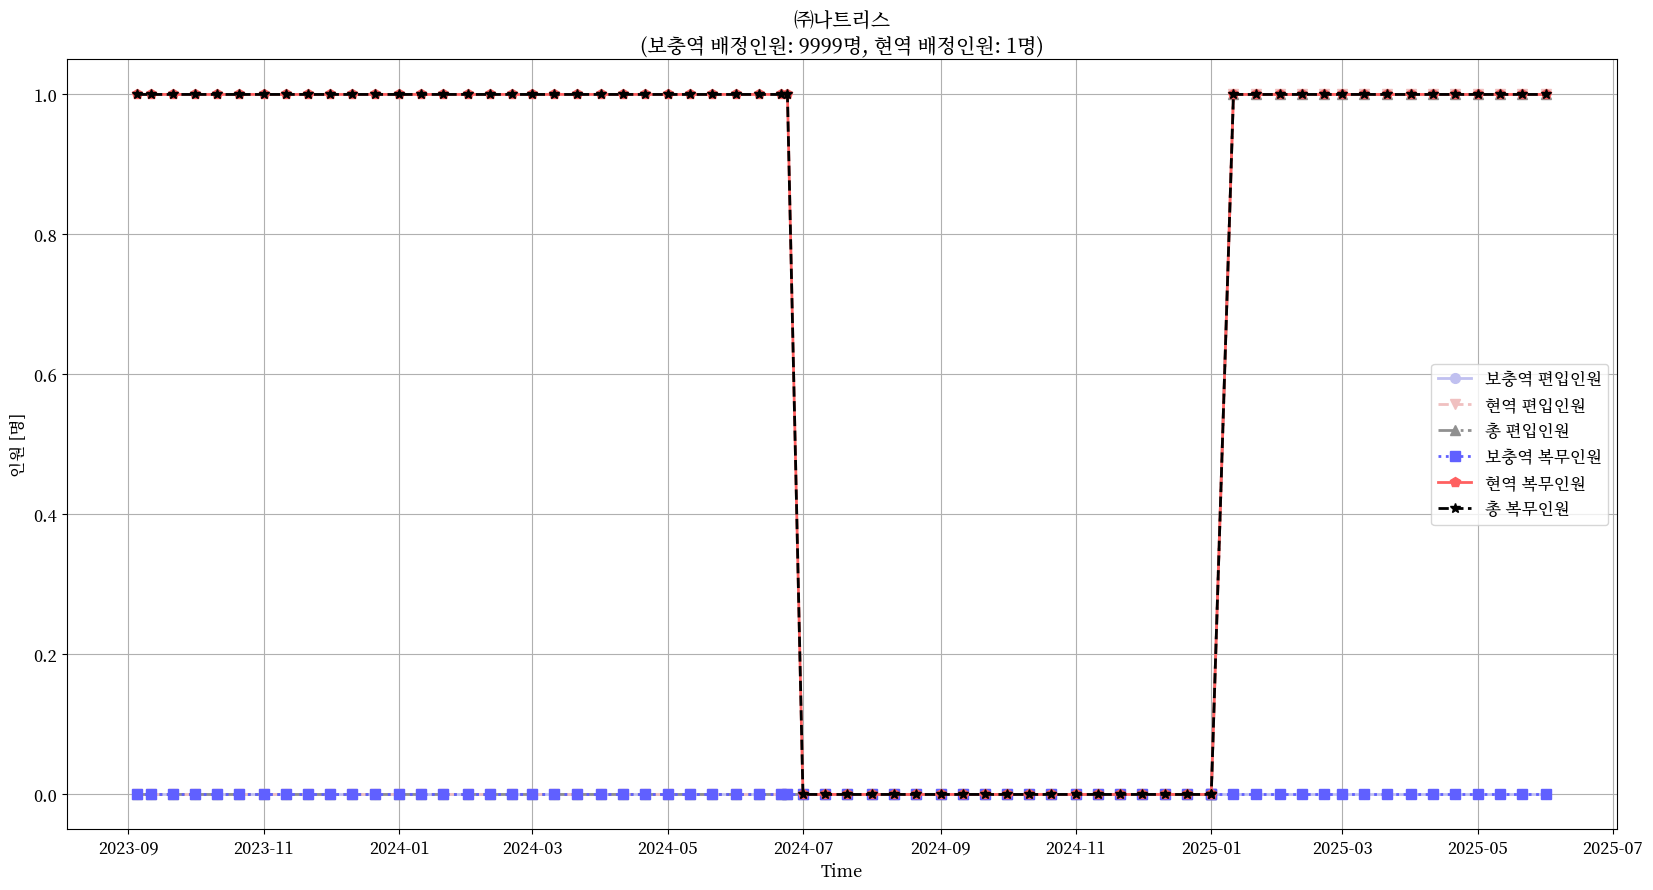 ㈜나트리스
(보충역 배정인원: 9999명, 현역 배정인원: 1명)
인원 [명]
1.0
0.8
0.6
0.4
0.2
0.0
보충역 편입인원
현역 편입인원
총 편입인원
보충역 복무인원
현역 복무인원
총 복무인원
2023-09
2023-11
2024-01
2024-03
2024-05
2024-07
2024-09
2024-11
2025-01
2025-03
2025-05
2025-07
Time